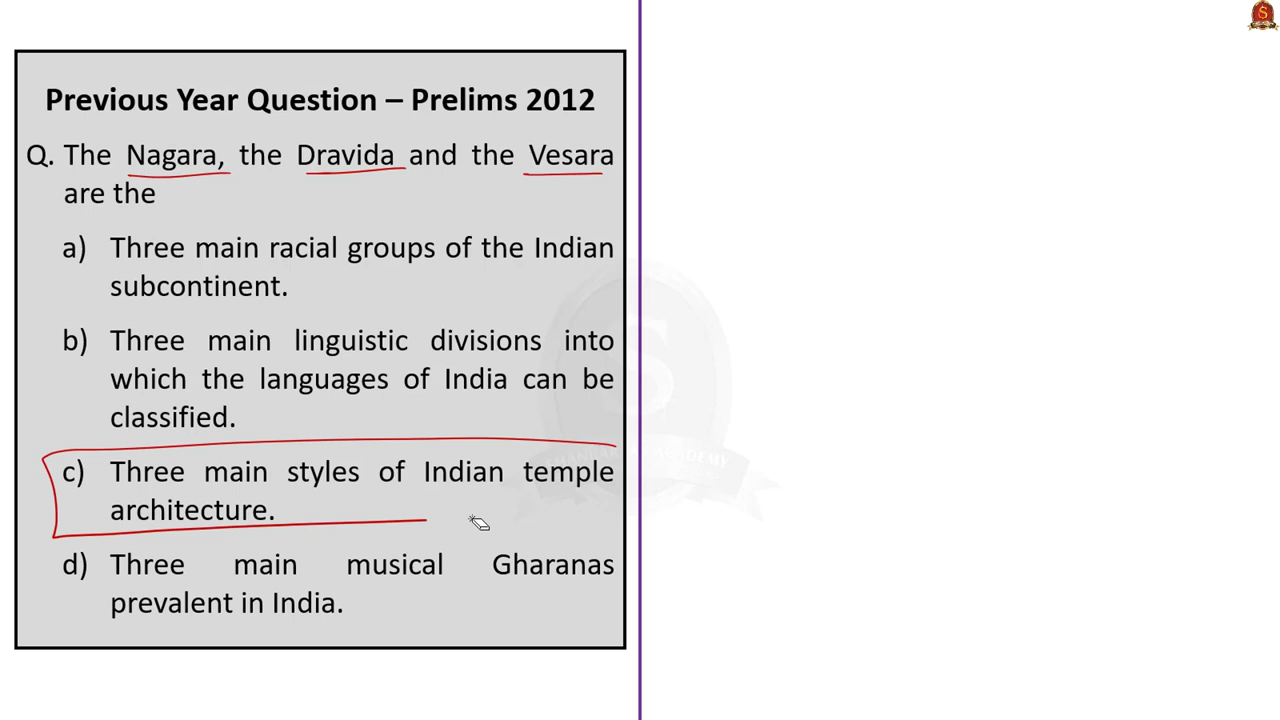 Previous Year Question – Prelims 2012
Q. The Nagara, the Dravida and the Vesara
are the
a) Three main racial groups of the Indian
subcontinent.
b) Three main linguistic divisions into
which the languages of India can be
classified.
c) Three main styles of Indian temple
architecture.
d) Three main musical Gharanas
prevalent in India.